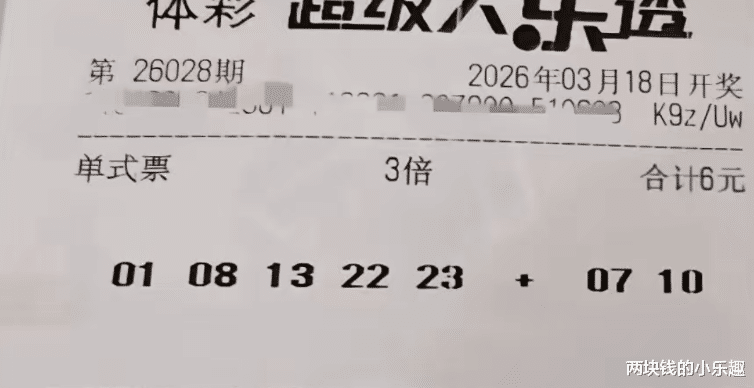 体彩 超级大乐透
第 26028期 2026年03月18日开奖
K9z/Uw
单式票 3倍 合计6元
01 08 13 22 23 + 07 10
两块钱的小乐趣